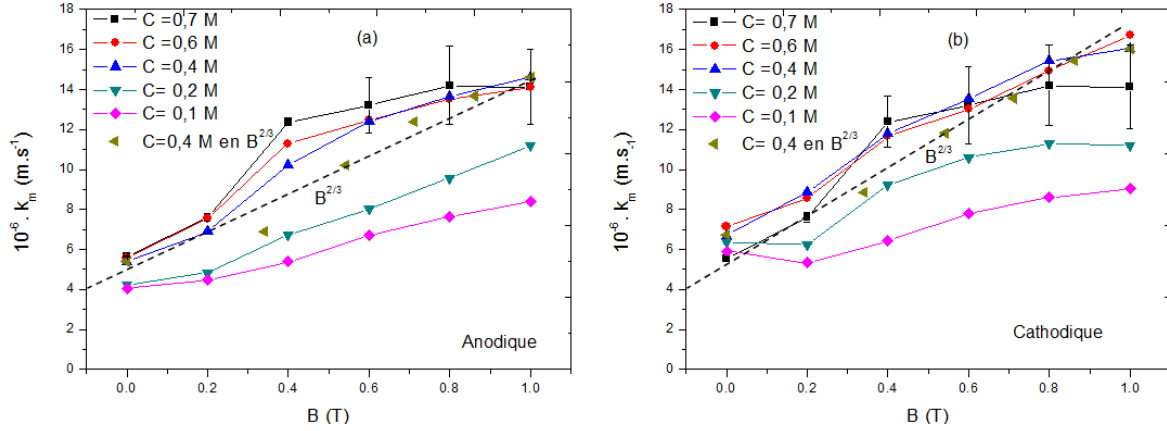 (a)
C =0,7 M
C =0,6 M
C =0,4 M
C =0,2 M
C= 0,1 M
C=0,4 M en B^{2/3}
B^{2/3}
Anodique
10^{-6}. k_m (m.s^{-1})
18
16
14
12
10
8
6
4
2
0
0.0 0.2 0.4 0.6 0.8 1.0
B (T)
(b)
C= 0,7 M
C= 0,6 M
C =0,4 M
C =0,2 M
C= 0,1 M
C= 0,4 en B^{2/3}
B^{2/3}
Cathodique
10^{-6}. k_m (m.s_{-1})
18
16
14
12
10
8
6
4
2
0
0.0 0.2 0.4 0.6 0.8 1.0
B (T)